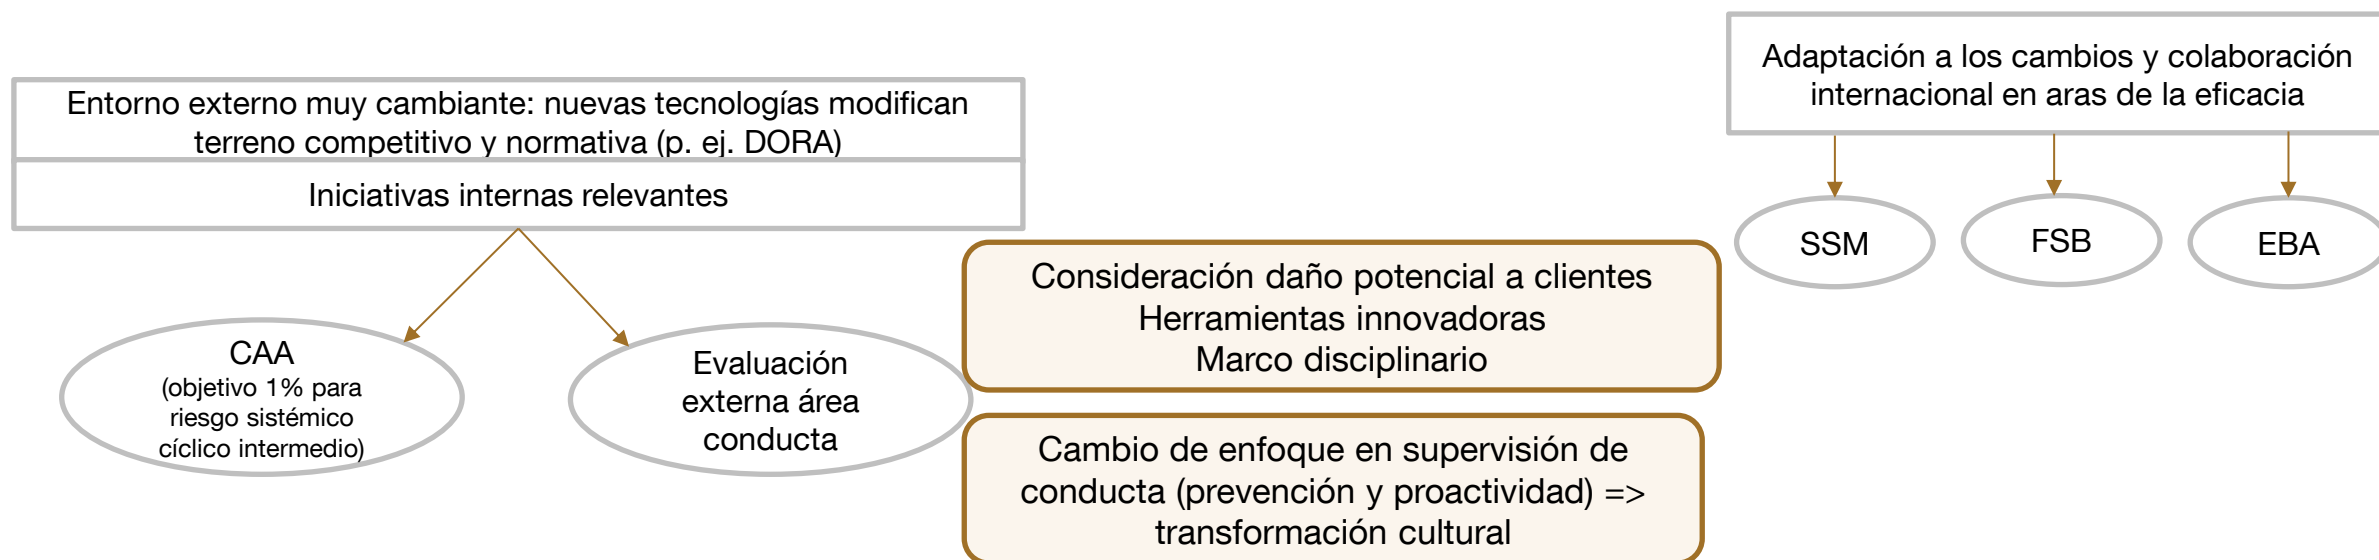 Entorno externo muy cambiante: nuevas tecnologías modifican
terreno competitivo y normativa (p. ej. DORA)
Iniciativas internas relevantes
CAA
(objetivo 1% para
riesgo sistémico
cíclico intermedio)
Evaluación
externa área
conducta
Consideración daño potencial a clientes
Herramientas innovadoras
Marco disciplinario
Cambio de enfoque en supervisión de
conducta (prevención y proactividad) =>
transformación cultural
Adaptación a los cambios y colaboración
internacional en aras de la eficacia
SSM
FSB
EBA